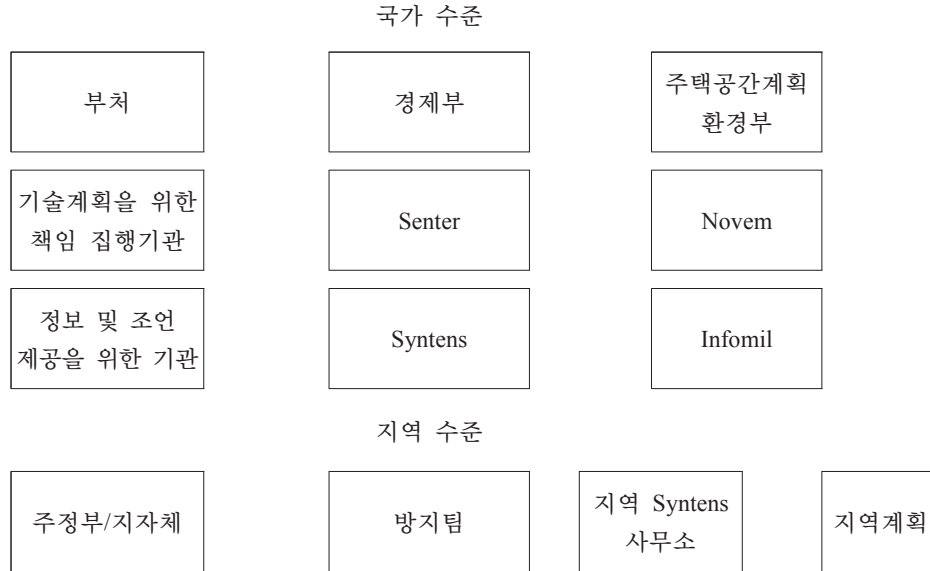 국가 수준
부처
경제부
주택공간계획
환경부
기술계획을 위한
책임 집행기관
Senter
Novem
정보 및 조언
제공을 위한 기관
Syntens
Infomil
지역 수준
주정부/지자체
방지팀
지역 Syntens
사무소
지역계획